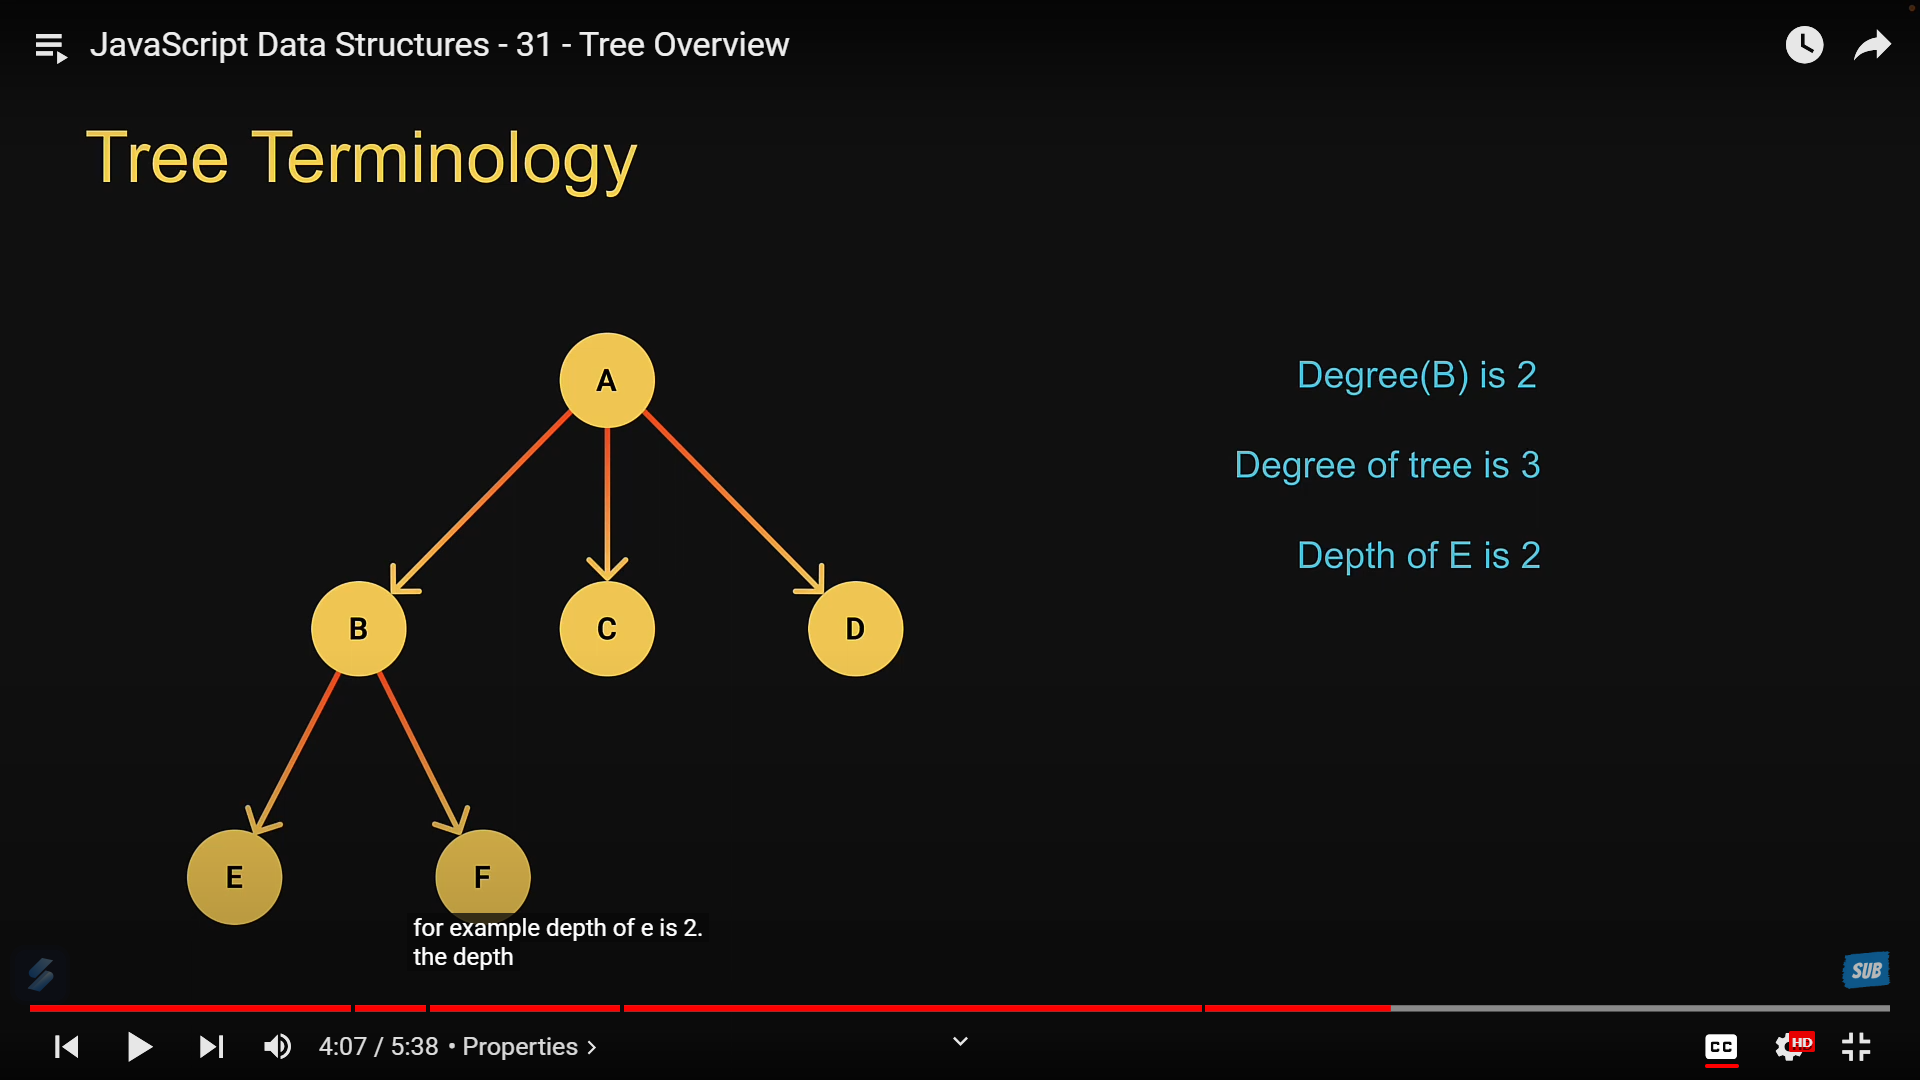 JavaScript Data Structures - 31 - Tree Overview
Tree Terminology
A
Degree(B) is 2
Degree of tree is 3
Depth of E is 2
B
C
D
E
F
for example depth of e is 2.
the depth
SUB
4:07 / 5:38 • Properties
CC
HD